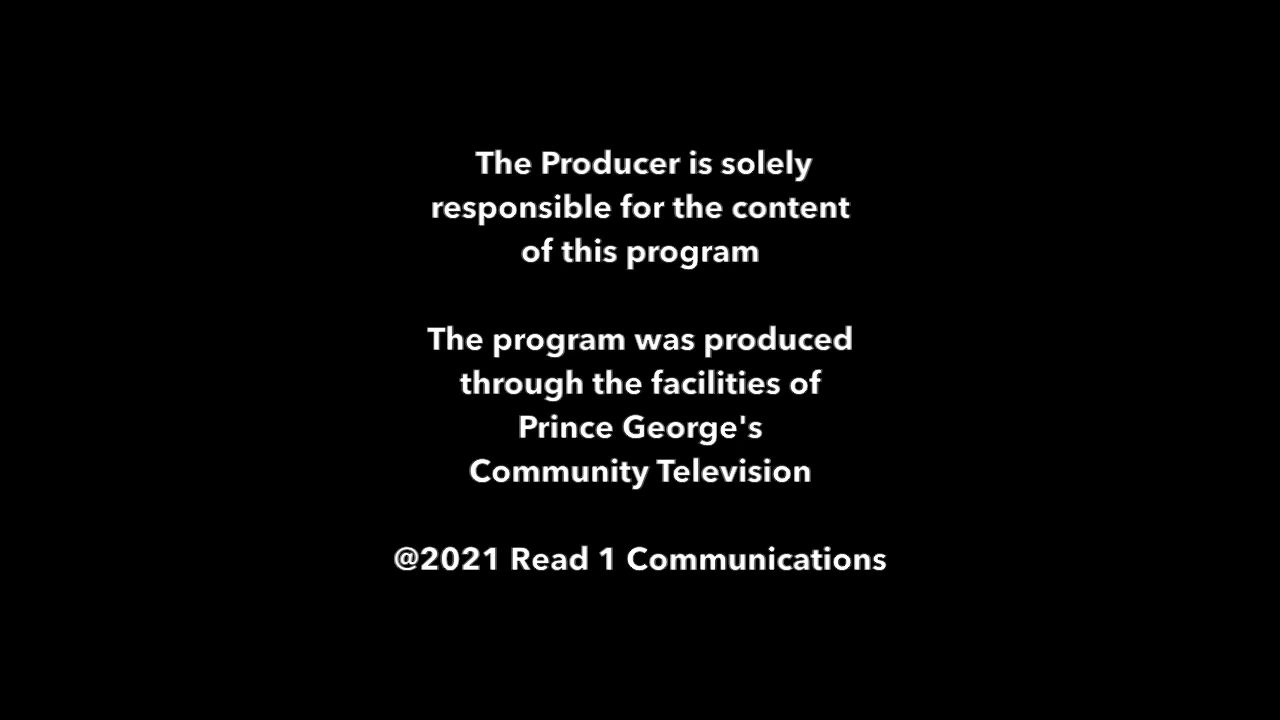 The Producer is solely
responsible for the content
of this program
The program was produced
through the facilities of
Prince George's
Community Television
@2021 Read 1 Communications